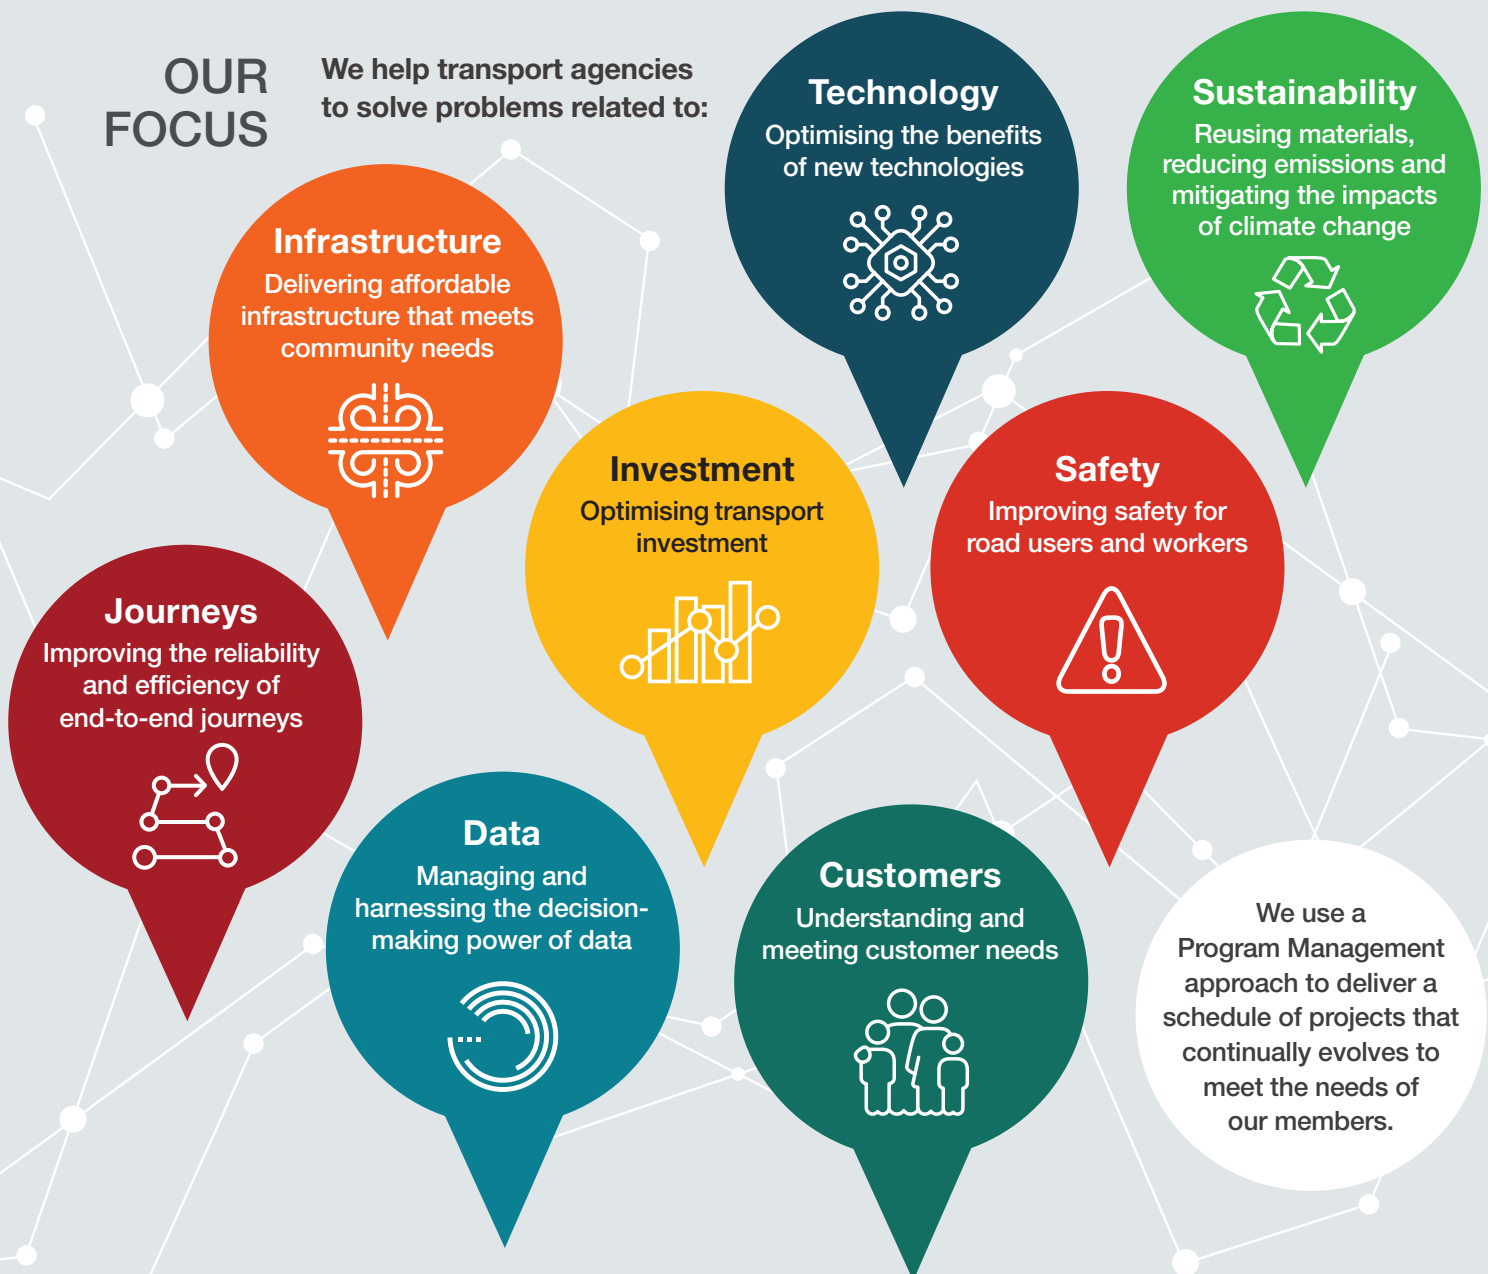 OUR
FOCUS
We help transport agencies
to solve problems related to:
Technology
Optimising the benefits
of new technologies
Sustainability
Reusing materials,
reducing emissions and
mitigating the impacts
of climate change
Infrastructure
Delivering affordable
infrastructure that meets
community needs
Investment
Optimising transport
investment
Safety
Improving safety for
road users and workers
Journeys
Improving the reliability
and efficiency of
end-to-end journeys
Data
Managing and
harnessing the decision-
making power of data
Customers
Understanding and
meeting customer needs
We use a
Program Management
approach to deliver a
schedule of projects that
continually evolves to
meet the needs of
our members.